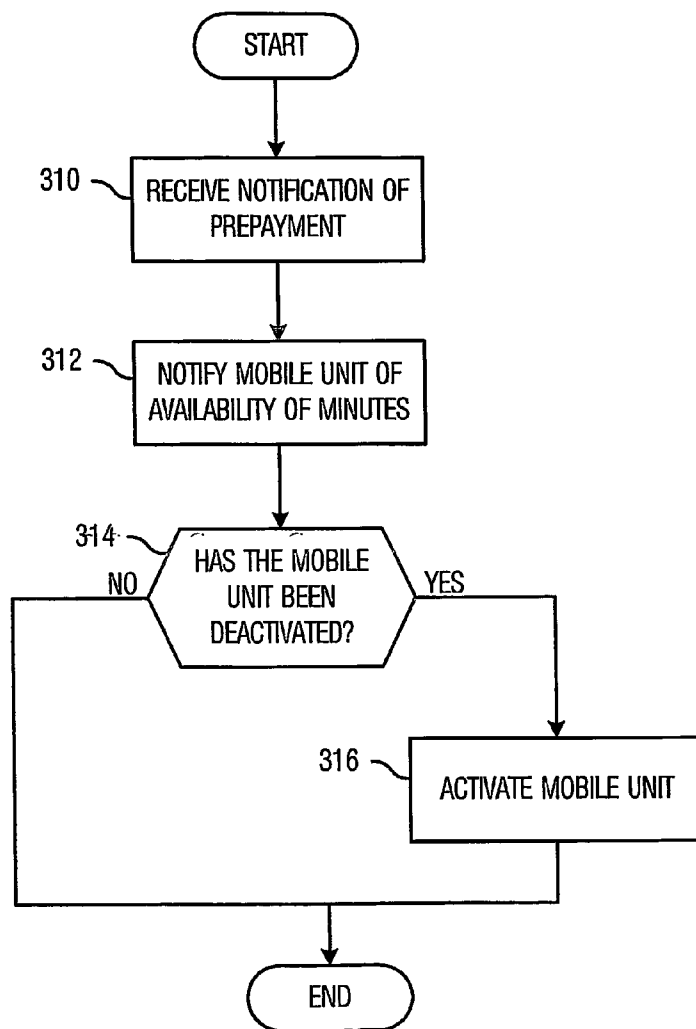 START
310
RECEIVE NOTIFICATION OF
PREPAYMENT
312
NOTIFY MOBILE UNIT OF
AVAILABILITY OF MINUTES
314
HAS THE MOBILE
UNIT BEEN
DEACTIVATED?
NO
YES
316
ACTIVATE MOBILE UNIT
END